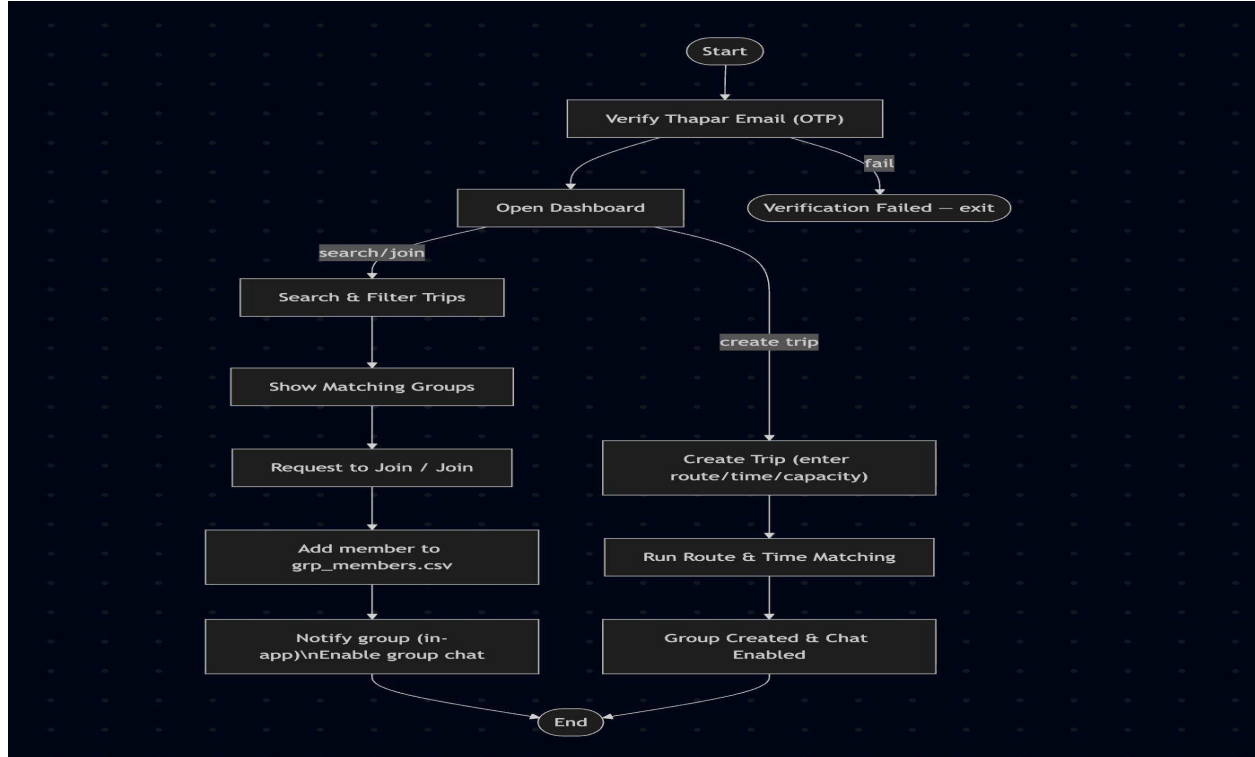 Start
Verify Thapar Email (OTP)
fail
Open Dashboard
Verification Failed — exit
search/join
Search & Filter Trips
create trip
Show Matching Groups
Request to Join / Join
Create Trip (enter
route/time/capacity)
Add member to
grp_members.csv
Run Route & Time Matching
Notify group (in-
app)\nEnable group chat
Group Created & Chat
Enabled
End